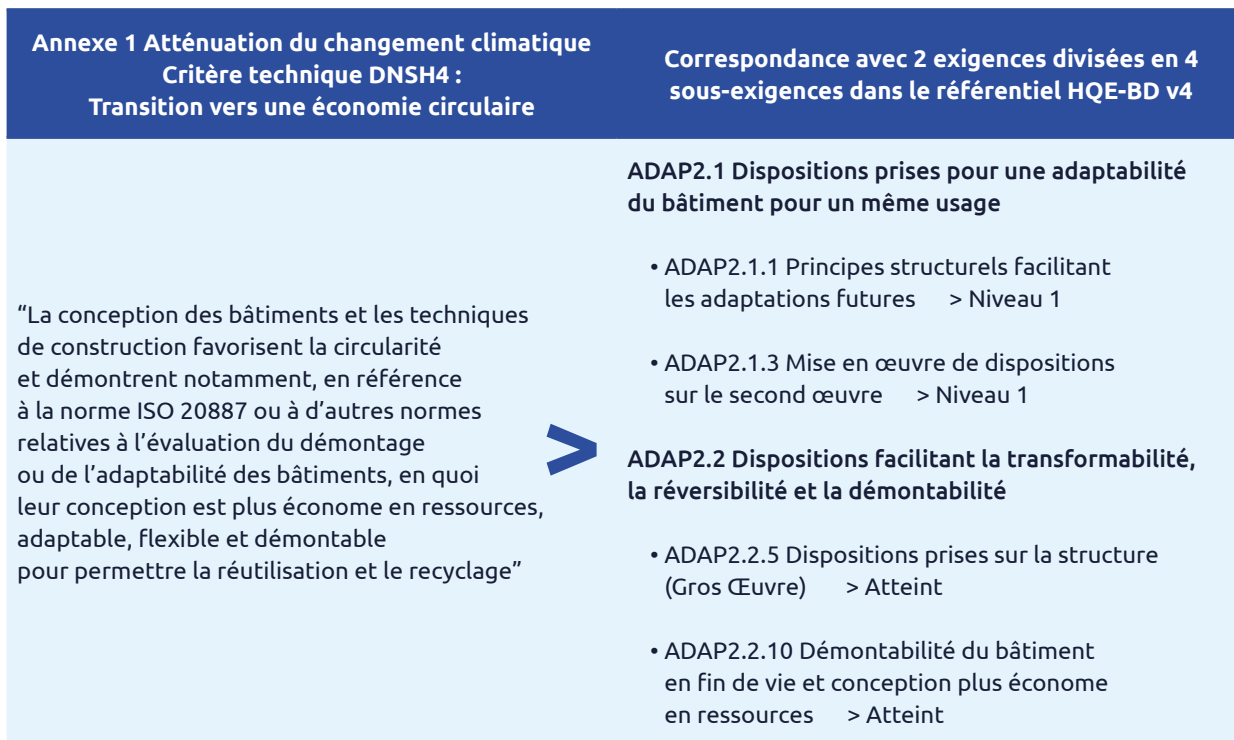 Annexe 1 Atténuation du changement climatique
Critère technique DNSH4 :
Transition vers une économie circulaire
Correspondance avec 2 exigences divisées en 4
sous-exigences dans le référentiel HQE-BD v4
“La conception des bâtiments et les techniques
de construction favorisent la circularité
et démontrent notamment, en référence
à la norme ISO 20887 ou à d’autres normes
relatives à l’évaluation du démontage
ou de l’adaptabilité des bâtiments, en quoi
leur conception est plus économe en ressources,
adaptable, flexible et démontable
pour permettre la réutilisation et le recyclage”
>
ADAP2.1 Dispositions prises pour une adaptabilité
du bâtiment pour un même usage
• ADAP2.1.1 Principes structurels facilitant
les adaptations futures > Niveau 1
• ADAP2.1.3 Mise en œuvre de dispositions
sur le second œuvre > Niveau 1
ADAP2.2 Dispositions facilitant la transformabilité,
la réversibilité et la démontabilité
• ADAP2.2.5 Dispositions prises sur la structure
(Gros Œuvre) > Atteint
• ADAP2.2.10 Démontabilité du bâtiment
en fin de vie et conception plus économe
en ressources > Atteint